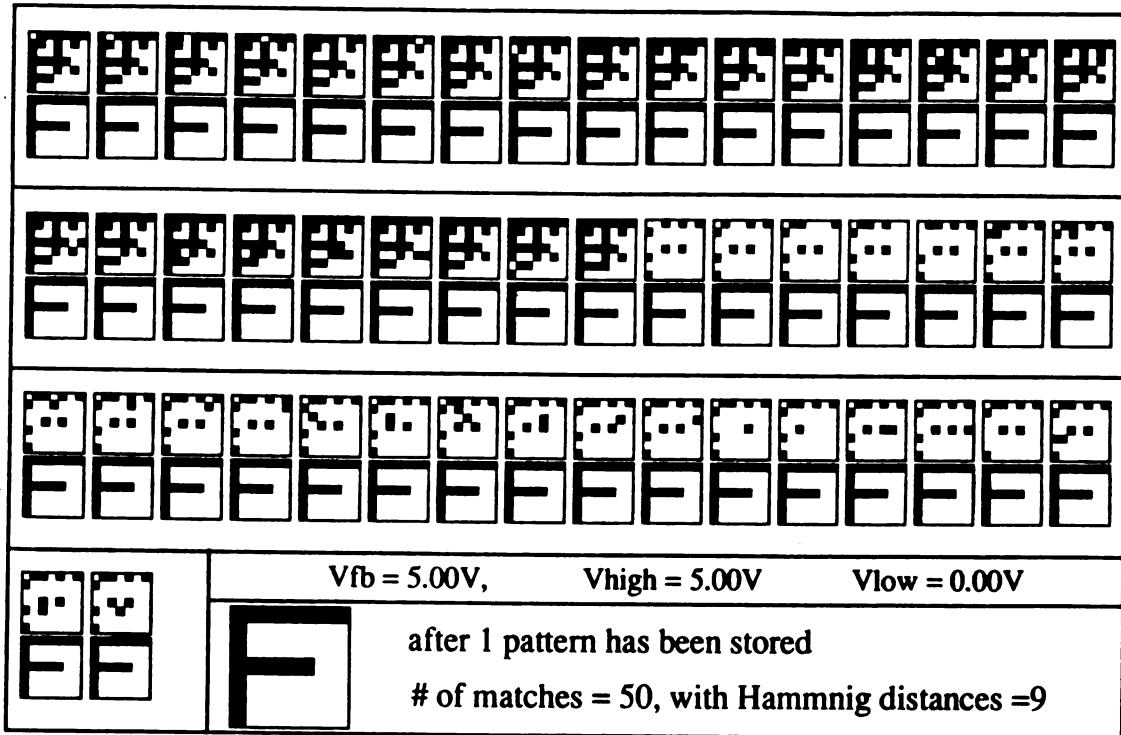 Vfb = 5.00V, Vhigh = 5.00V Vlow = 0.00V
after 1 pattern has been stored
# of matches = 50, with Hammnig distances =9